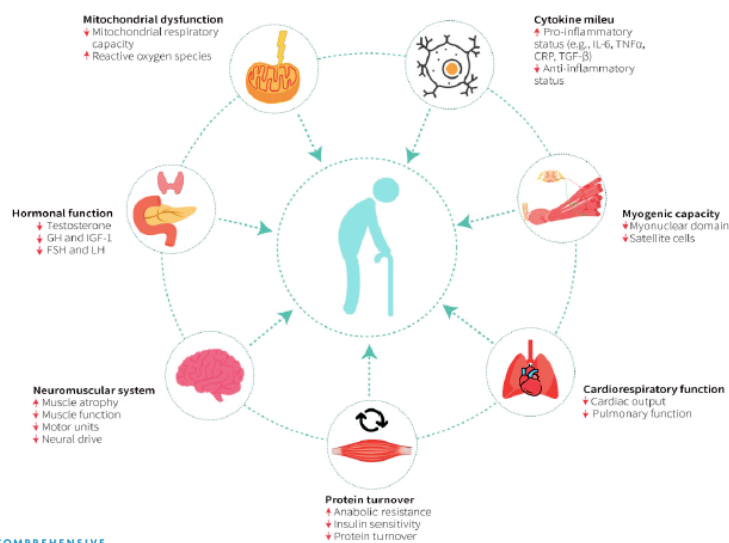 Mitochondrial dysfunction
Mitochondrial respiratory
capacity
Reactive oxygen species
Cytokine mileu
Pro-inflammatory
status (e.g., IL-6, TNFα,
CRP, TGF-β)
Anti-inflammatory
status
Hormonal function
Testosterone
GH and IGF-1
FSH and LH
Myogenic capacity
Myonuclear domain
Satellite cells
Neuromuscular system
Muscle atrophy
Muscle function
Motor units
Neural drive
Cardiorespiratory function
Cardiac output
Pulmonary function
Protein turnover
Anabolic resistance
Insulin sensitivity
Protein turnover
COMPREHENSIVE